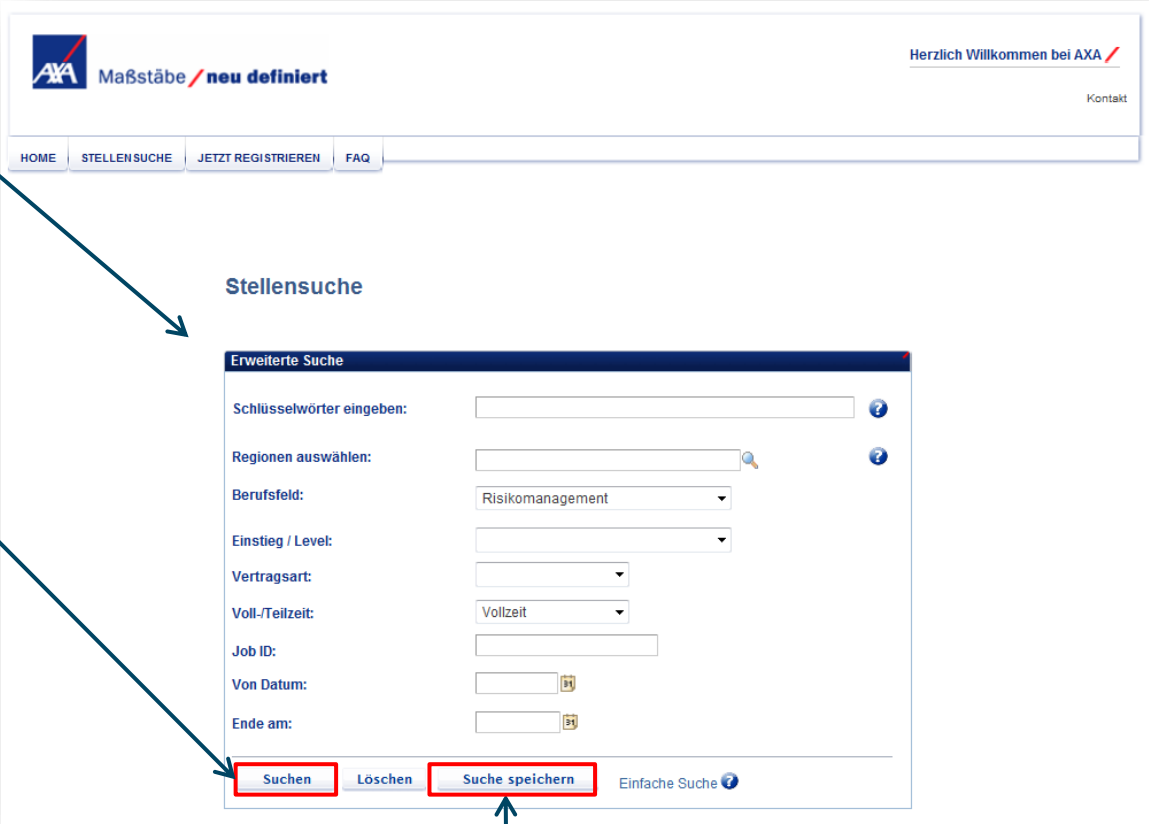 Herzlich Willkommen bei AXA
AXA Maßstäbe / neu definiert
Kontakt
HOME STELLENSUCHE JETZT REGISTRIEREN FAQ
Stellensuche
Erweiterte Suche
Schlüsselwörter eingeben: ?
Regionen auswählen: ?
Berufsfeld: Risikomanagement
Einstieg / Level:
Vertragsart:
Voll-/Teilzeit: Vollzeit
Job ID:
Von Datum: 31
Ende am: 31
Suchen Löschen Suche speichern Einfache Suche ?